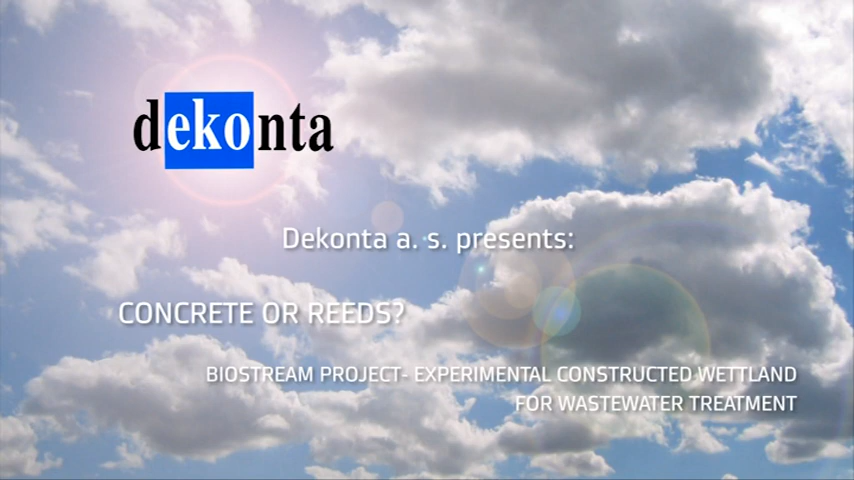 dekonta
Dekonta a. s. presents:
CONCRETE OR REEDS?
BIOSTREAM PROJECT- EXPERIMENTAL CONSTRUCTED WETTLAND
FOR WASTEWATER TREATMENT